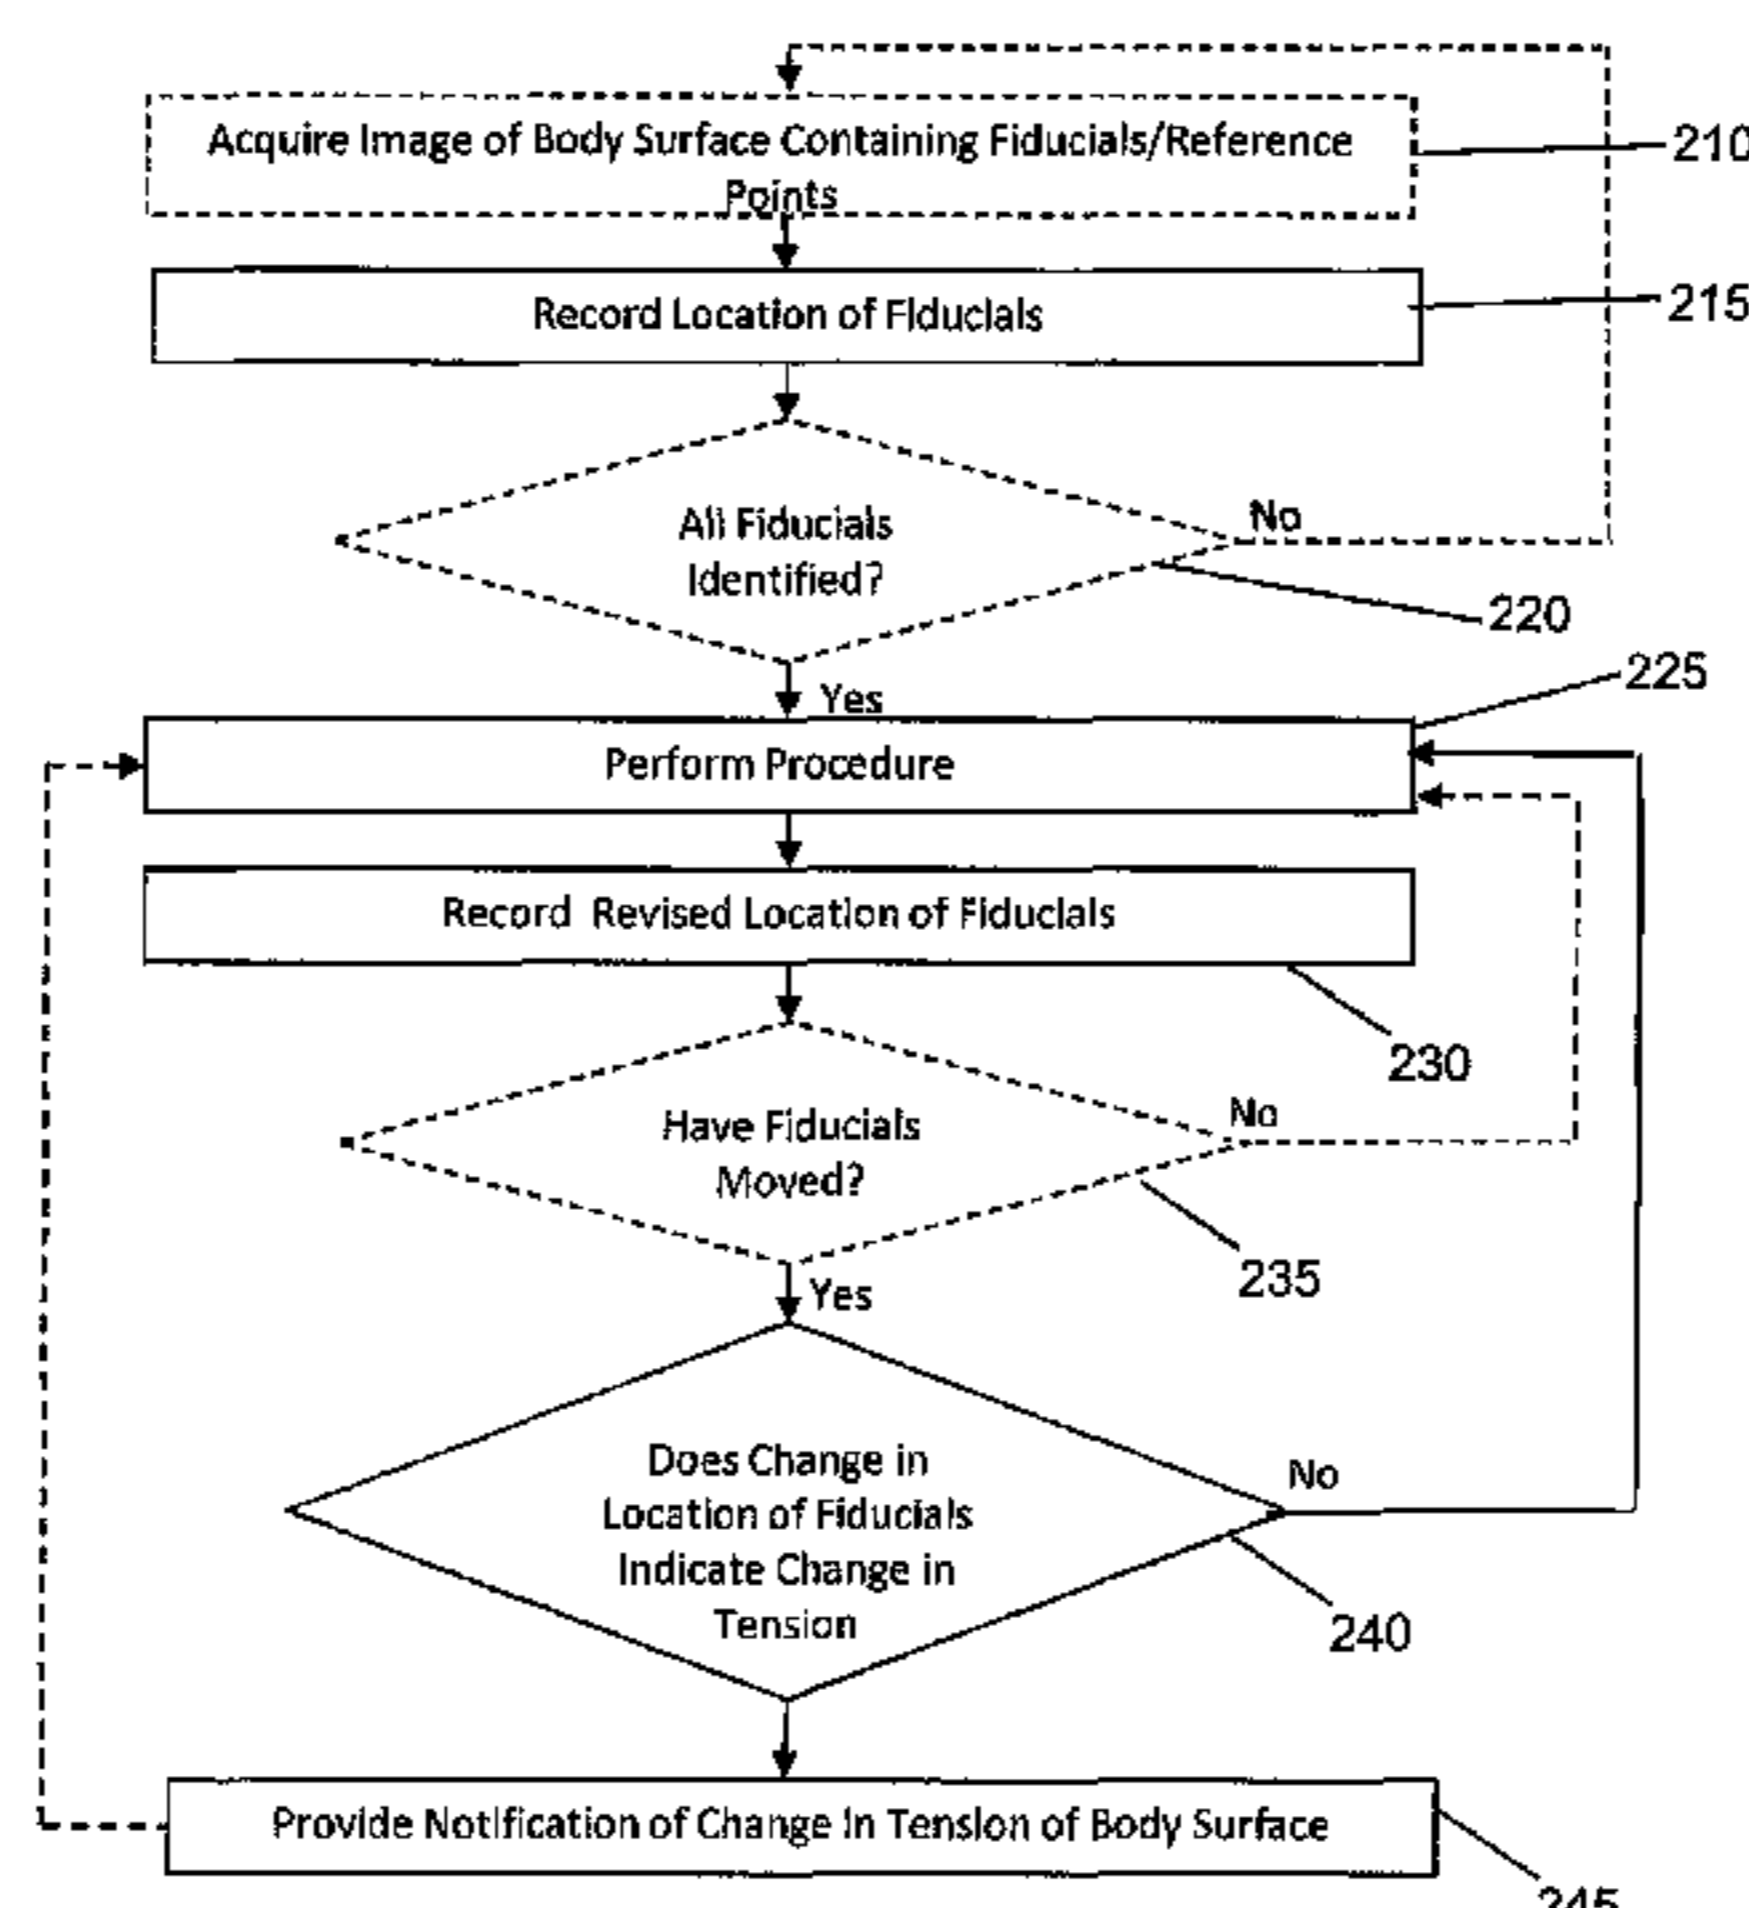 Acquire Image of Body Surface Containing Fiducials/Reference
Points
210
Record Location of Fiducials
215
All Fiducials
Identified?
No
220
Yes
225
Perform Procedure
Record Revised Location of Fiducials
230
Have Fiducials
Moved?
No
235
Yes
Does Change in
Location of Fiducials
Indicate Change in
Tension
No
240
Provide Notification of Change in Tension of Body Surface
245